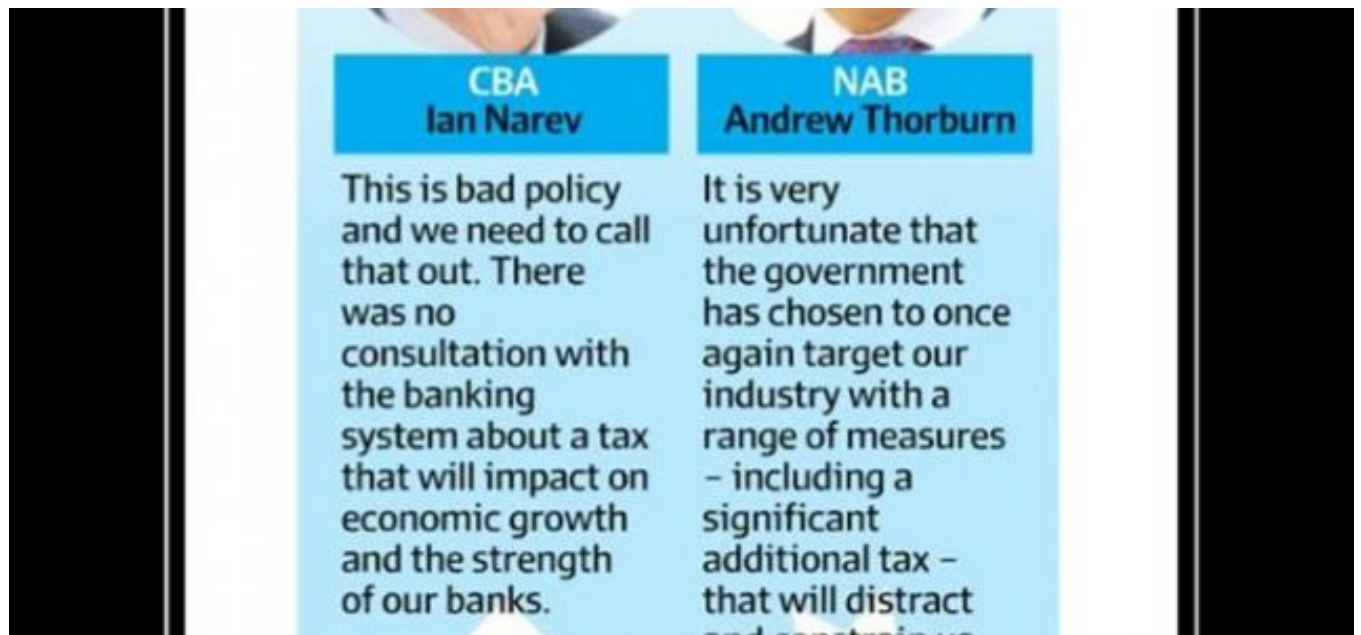 CBA
Ian Narev
This is bad policy
and we need to call
that out. There
was no
consultation with
the banking
system about a tax
that will impact on
economic growth
and the strength
of our banks.
NAB
Andrew Thorburn
It is very
unfortunate that
the government
has chosen to once
again target our
industry with a
range of measures
– including a
significant
additional tax –
that will distract
and constrain us